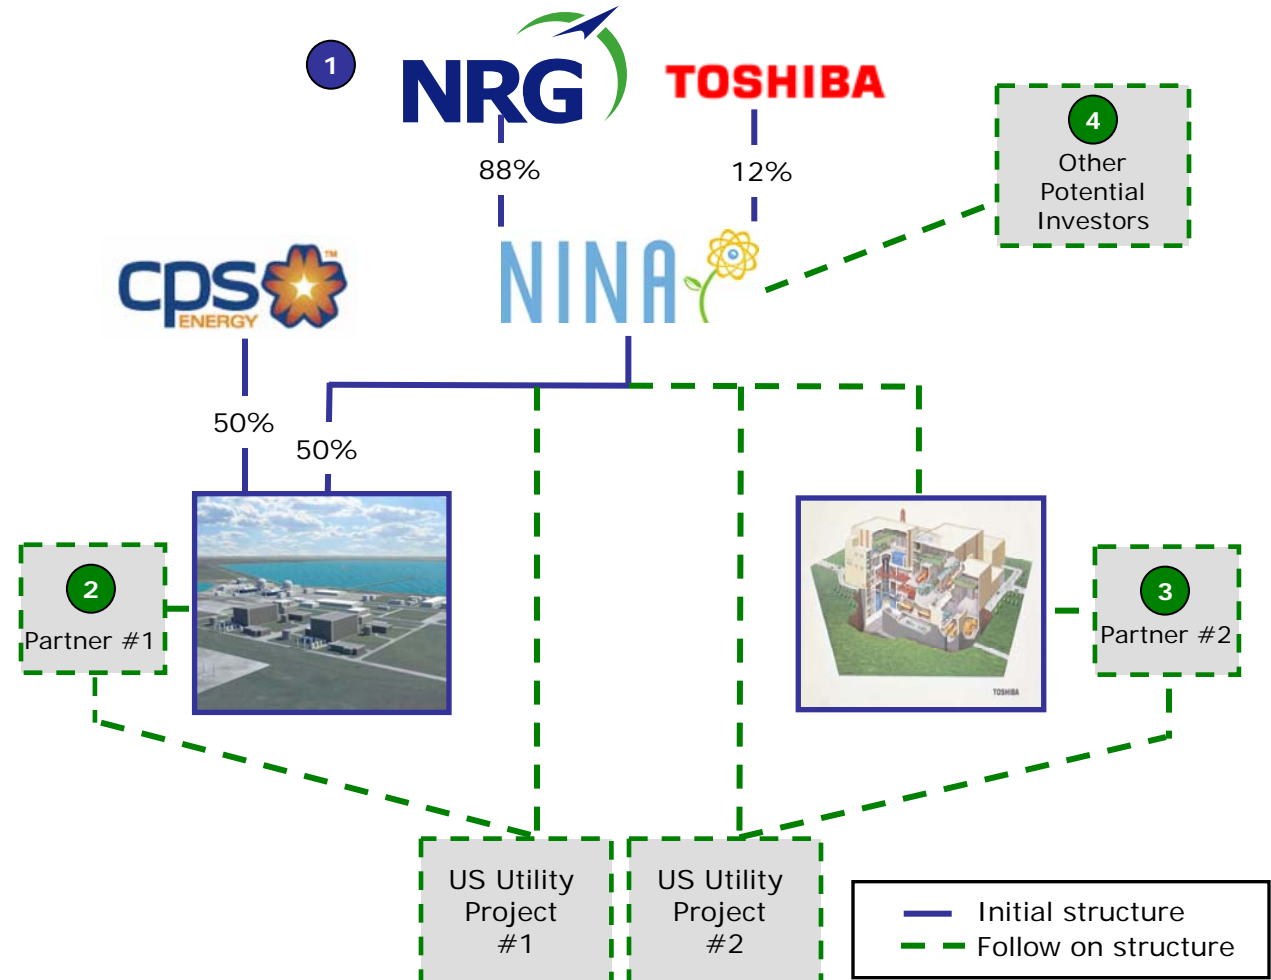 1
NRG
TOSHIBA
4
Other
Potential
Investors
88%
12%
cps
ENERGY
™
NINA
50%
50%
2
Partner #1
3
Partner #2
TOSHIBA
US Utility
Project
#1
US Utility
Project
#2
Initial structure
Follow on structure